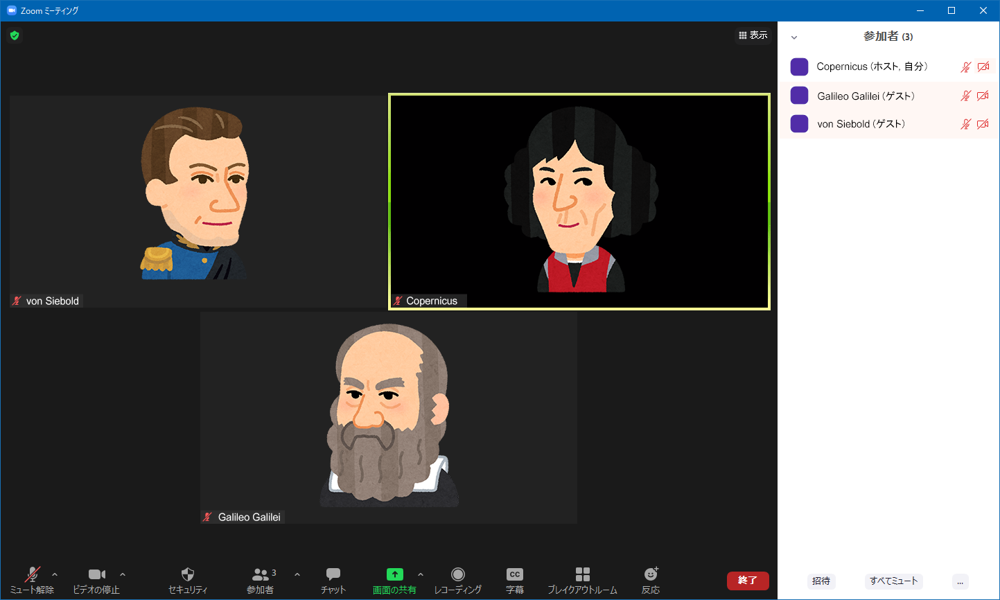 Zoom ミーティング
表示
参加者 (3)
Copernicus (ホスト, 自分)
Galileo Galilei (ゲスト)
von Siebold (ゲスト)
von Siebold
Copernicus
Galileo Galilei
3
CC
ミュート解除
ビデオの停止
セキュリティ
参加者
チャット
画面の共有
レコーディング
字幕
ブレイクアウトルーム
反応
終了
招待
すべてミュート
...